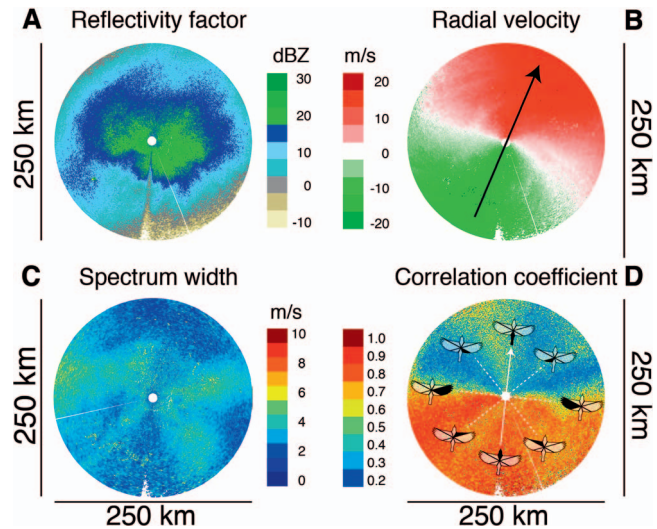 A
Reflectivity factor
250 km
dBZ
30
20
10
0
-10
Radial velocity
B
m/s
20
10
0
-10
-20
250 km
C
Spectrum width
250 km
m/s
10
8
6
4
2
0
250 km
Correlation coefficient
D
1.0
0.9
0.8
0.7
0.6
0.5
0.4
0.3
0.2
250 km
250 km